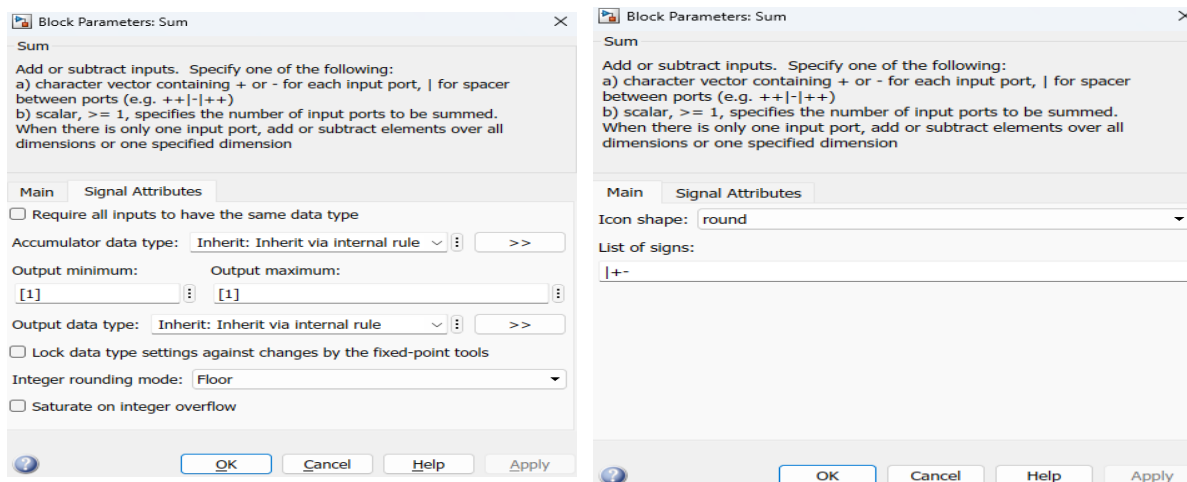 Block Parameters: Sum
Sum
Add or subtract inputs.  Specify one of the following:
a) character vector containing + or - for each input port, | for spacer
between ports (e.g. ++|-|++)
b) scalar, >= 1, specifies the number of input ports to be summed.
When there is only one input port, add or subtract elements over all
dimensions or one specified dimension
Main Signal Attributes
Require all inputs to have the same data type
Accumulator data type: Inherit: Inherit via internal rule >>
Output minimum: Output maximum:
[1] [1]
Output data type: Inherit: Inherit via internal rule >>
Lock data type settings against changes by the fixed-point tools
Integer rounding mode: Floor
Saturate on integer overflow
OK Cancel Help Apply
Block Parameters: Sum
Sum
Add or subtract inputs.  Specify one of the following:
a) character vector containing + or - for each input port, | for spacer
between ports (e.g. ++|-|++)
b) scalar, >= 1, specifies the number of input ports to be summed.
When there is only one input port, add or subtract elements over all
dimensions or one specified dimension
Main Signal Attributes
Icon shape: round
List of signs:
|+-
OK Cancel Help Apply